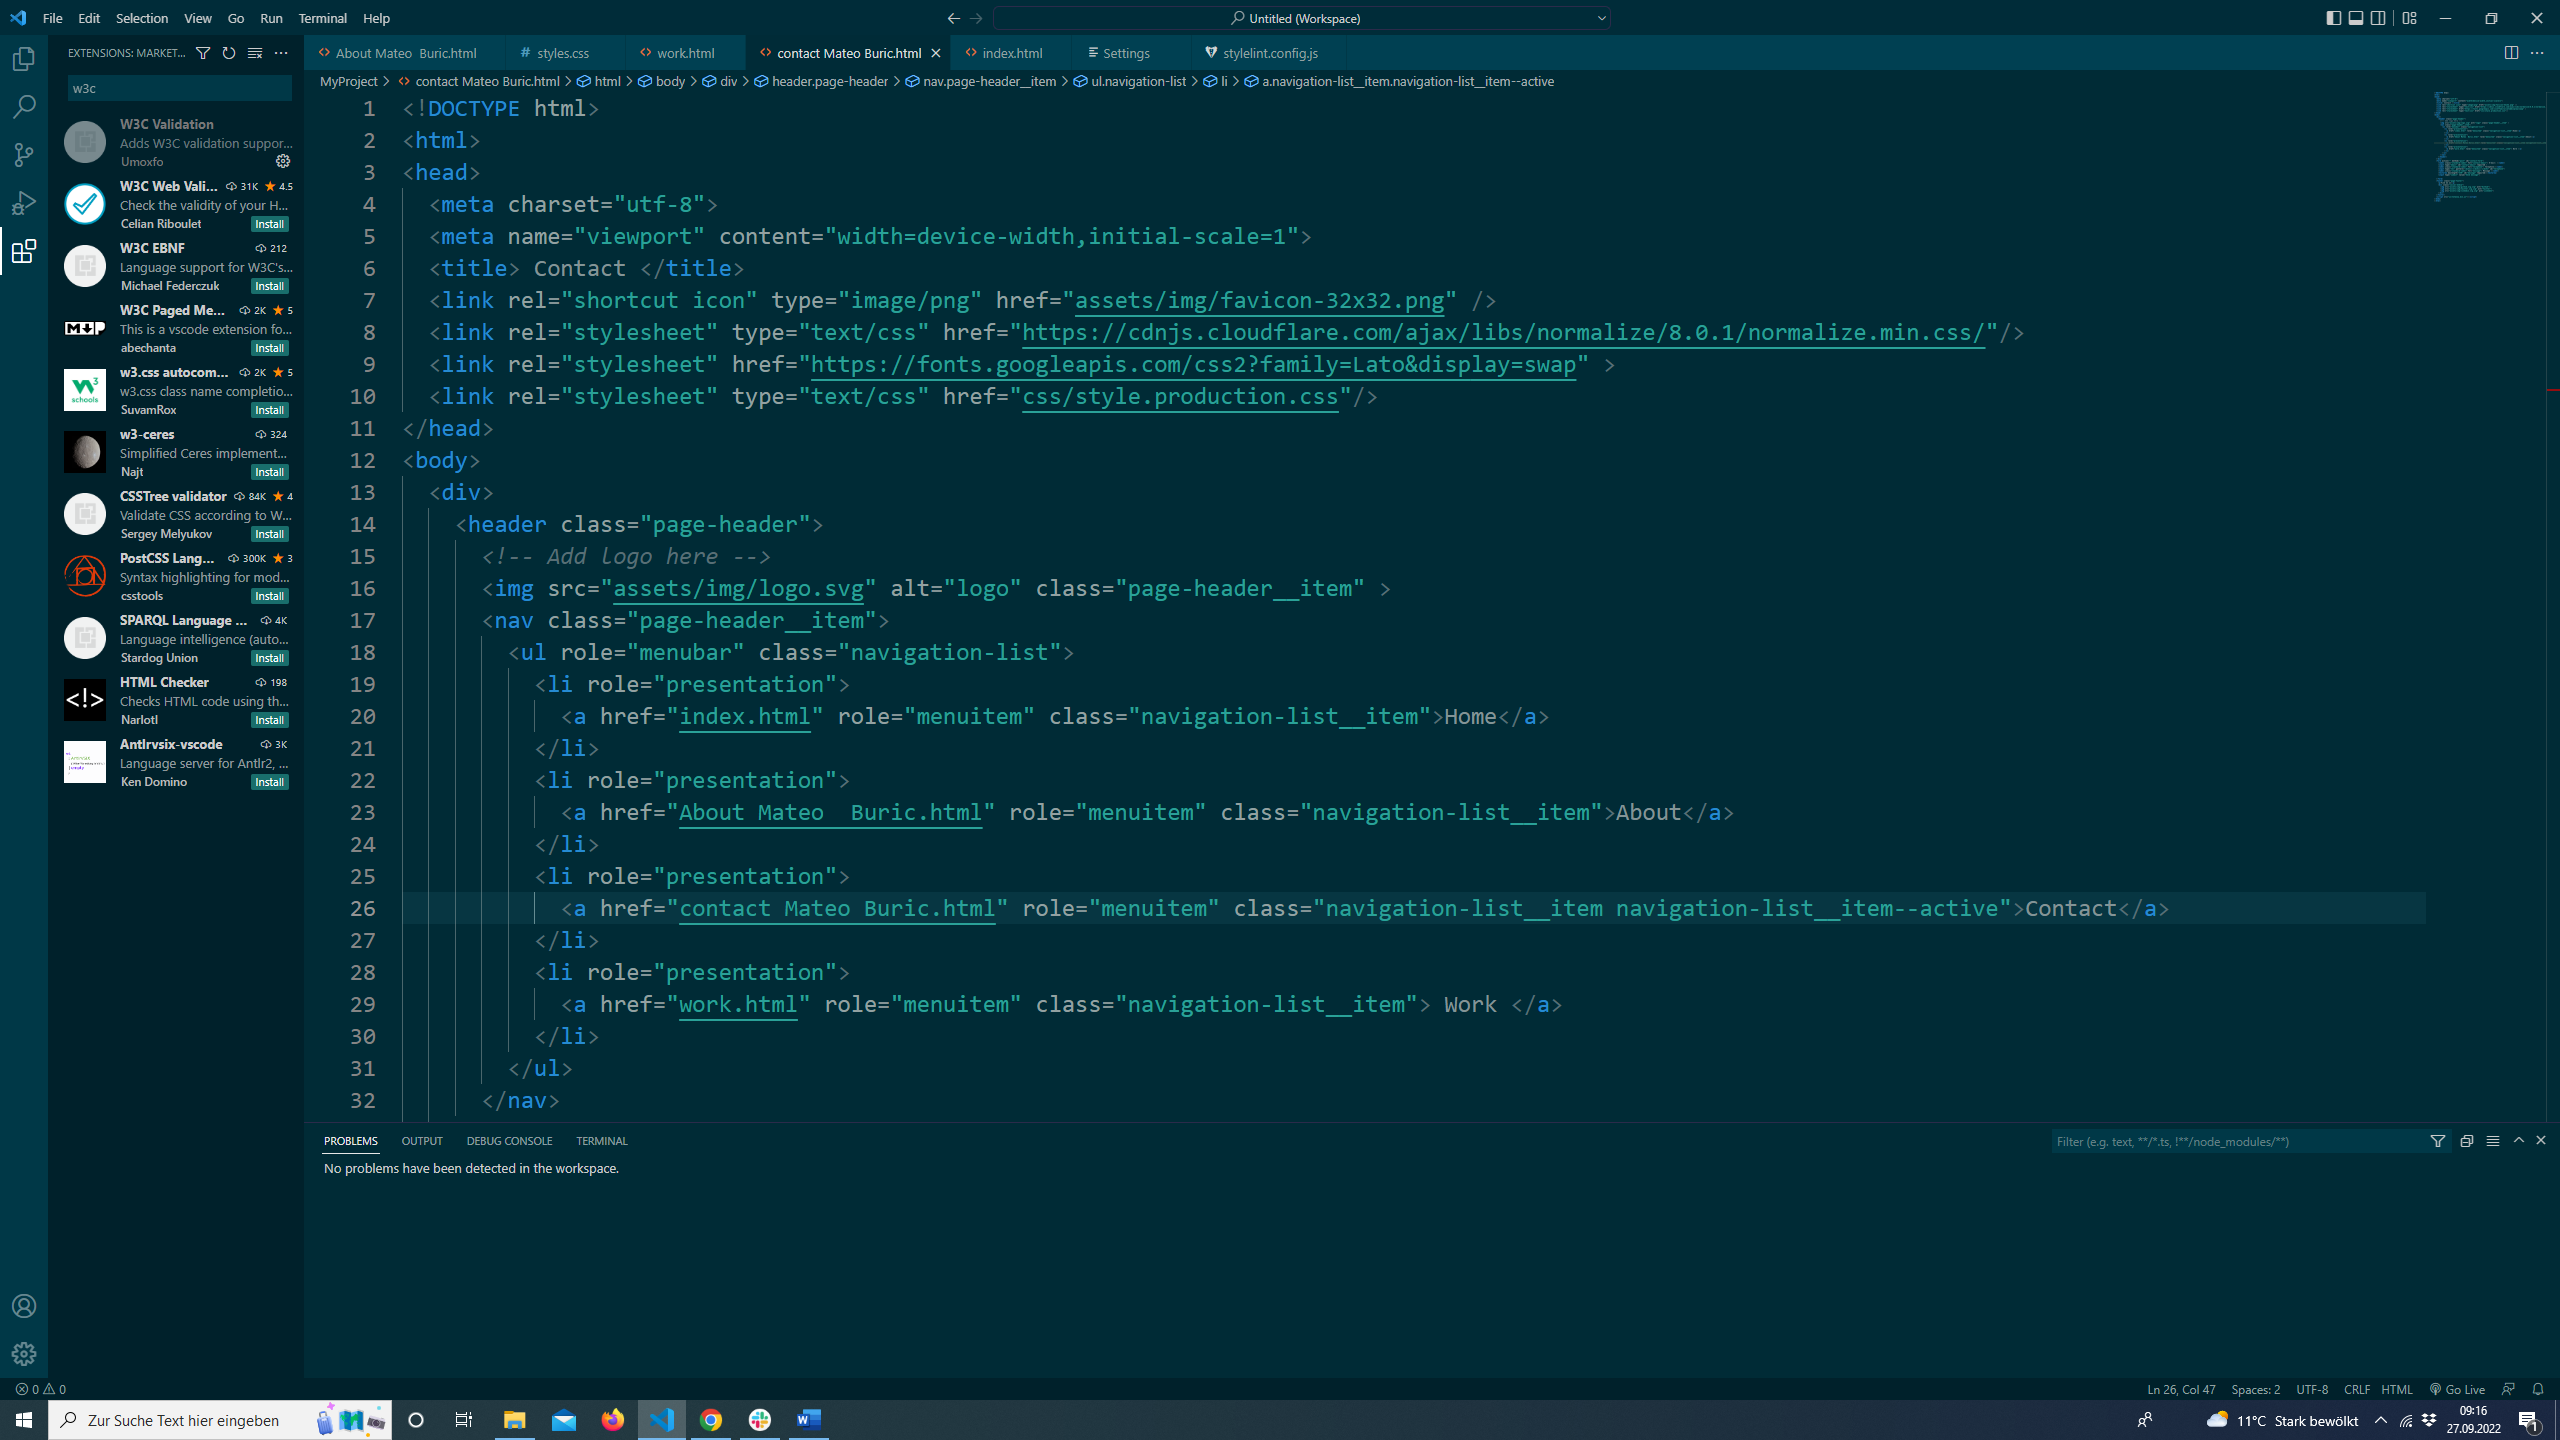 File Edit Selection View Go Run Terminal Help
Untitled (Workspace)
EXTENSIONS: MARKET...
w3c
W3C Validation
Adds W3C validation suppor...
Umoxfo
W3C Web Vali... 31K 4.5
Check the validity of your H...
Celian Riboulet Install
W3C EBNF 212
Language support for W3C's...
Michael Federczuk Install
W3C Paged Me... 2K 5
This is a vscode extension fo...
abechanta Install
w3.css autocom... 2K 5
w3.css class name completio...
SuvamRox Install
w3-ceres 324
Simplified Ceres implement...
Najt Install
CSSTree validator 84K 4
Validate CSS according to W...
Sergey Melyukov Install
PostCSS Lang... 300K 3
Syntax highlighting for mod...
csstools Install
SPARQL Language ... 4K
Language intelligence (auto...
Stardog Union Install
HTML Checker 198
Checks HTML code using th...
Narlotl Install
Antlrvsix-vscode 3K
Language server for Antlr2, ...
Ken Domino Install
About Mateo  Buric.html styles.css work.html contact Mateo Buric.html index.html Settings stylelint.config.js
MyProject > contact Mateo Buric.html > html > body > div > header.page-header > nav.page-header__item > ul.navigation-list > li > a.navigation-list__item.navigation-list__item--active
1 <!DOCTYPE html>
2 <html>
3 <head>
4 <meta charset="utf-8">
5 <meta name="viewport" content="width=device-width,initial-scale=1">
6 <title> Contact </title>
7 <link rel="shortcut icon" type="image/png" href="assets/img/favicon-32x32.png" />
8 <link rel="stylesheet" type="text/css" href="https://cdnjs.cloudflare.com/ajax/libs/normalize/8.0.1/normalize.min.css/"/>
9 <link rel="stylesheet" href="https://fonts.googleapis.com/css2?family=Lato&display=swap" >
10 <link rel="stylesheet" type="text/css" href="css/style.production.css"/>
11 </head>
12 <body>
13 <div>
14 <header class="page-header">
15 <!-- Add logo here -->
16 <img src="assets/img/logo.svg" alt="logo" class="page-header__item" >
17 <nav class="page-header__item">
18 <ul role="menubar" class="navigation-list">
19 <li role="presentation">
20 <a href="index.html" role="menuitem" class="navigation-list__item">Home</a>
21 </li>
22 <li role="presentation">
23 <a href="About Mateo  Buric.html" role="menuitem" class="navigation-list__item">About</a>
24 </li>
25 <li role="presentation">
26 <a href="contact Mateo Buric.html" role="menuitem" class="navigation-list__item navigation-list__item--active">Contact</a>
27 </li>
28 <li role="presentation">
29 <a href="work.html" role="menuitem" class="navigation-list__item"> Work </a>
30 </li>
31 </ul>
32 </nav>
PROBLEMS OUTPUT DEBUG CONSOLE TERMINAL
Filter (e.g. text, **/*.ts, !**/node_modules/**)
No problems have been detected in the workspace.
0 0
Ln 26, Col 47 Spaces: 2 UTF-8 CRLF HTML Go Live
Zur Suche Text hier eingeben
11°C Stark bewölkt
09:16
27.09.2022
1